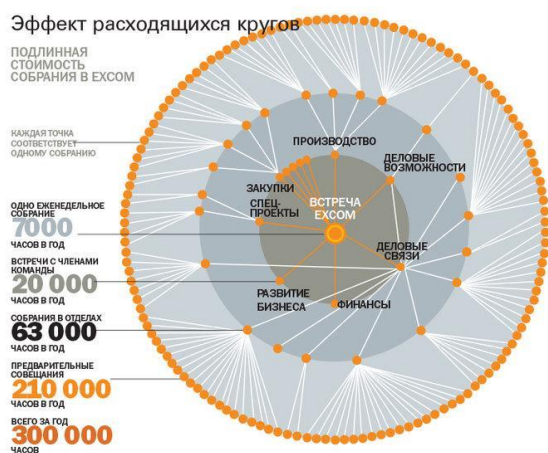 Эффект расходящихся кругов
ПОДЛИННАЯ
СТОИМОСТЬ
СОБРАНИЯ В EXCOM
КАЖДАЯ ТОЧКА
СООТВЕТСТВУЕТ
ОДНОМУ СОБРАНИЮ
ОДНО ЕЖЕНЕДЕЛЬНОЕ
СОБРАНИЕ
7000
ЧАСОВ В ГОД
ВСТРЕЧИ С ЧЛЕНАМИ
КОМАНДЫ
20 000
ЧАСОВ В ГОД
СОБРАНИЯ В ОТДЕЛАХ
63 000
ЧАСОВ В ГОД
ПРЕДВАРИТЕЛЬНЫЕ
СОВЕЩАНИЯ
210 000
ЧАСОВ В ГОД
ВСЕГО ЗА ГОД
300 000
ЧАСОВ
ПРОИЗВОДСТВО
ДЕЛОВЫЕ
ВОЗМОЖНОСТИ
ЗАКУПКИ
СПЕЦ-
ПРОЕКТЫ
ВСТРЕЧА
EXCOM
ДЕЛОВЫЕ
СВЯЗИ
РАЗВИТИЕ
БИЗНЕСА
ФИНАНСЫ